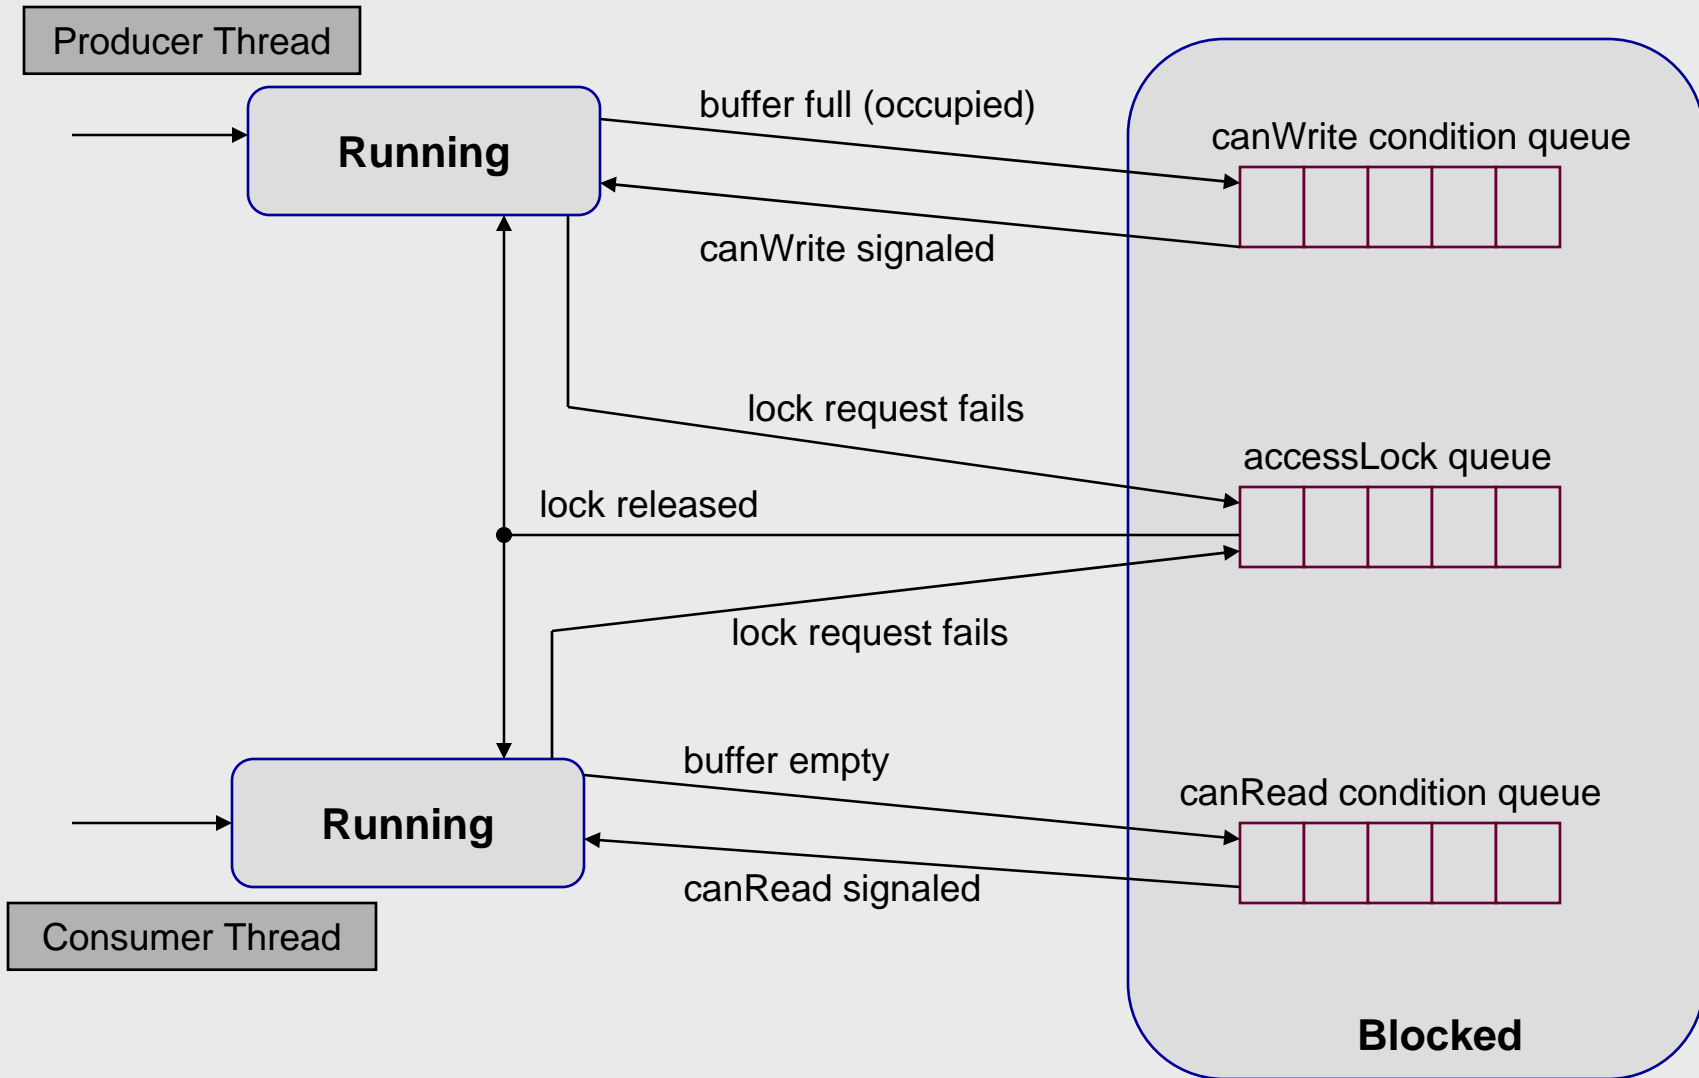 Producer Thread
Running
buffer full (occupied)
canWrite condition queue
canWrite signaled
lock request fails
accessLock queue
lock released
lock request fails
buffer empty
canRead condition queue
Running
canRead signaled
Consumer Thread
Blocked